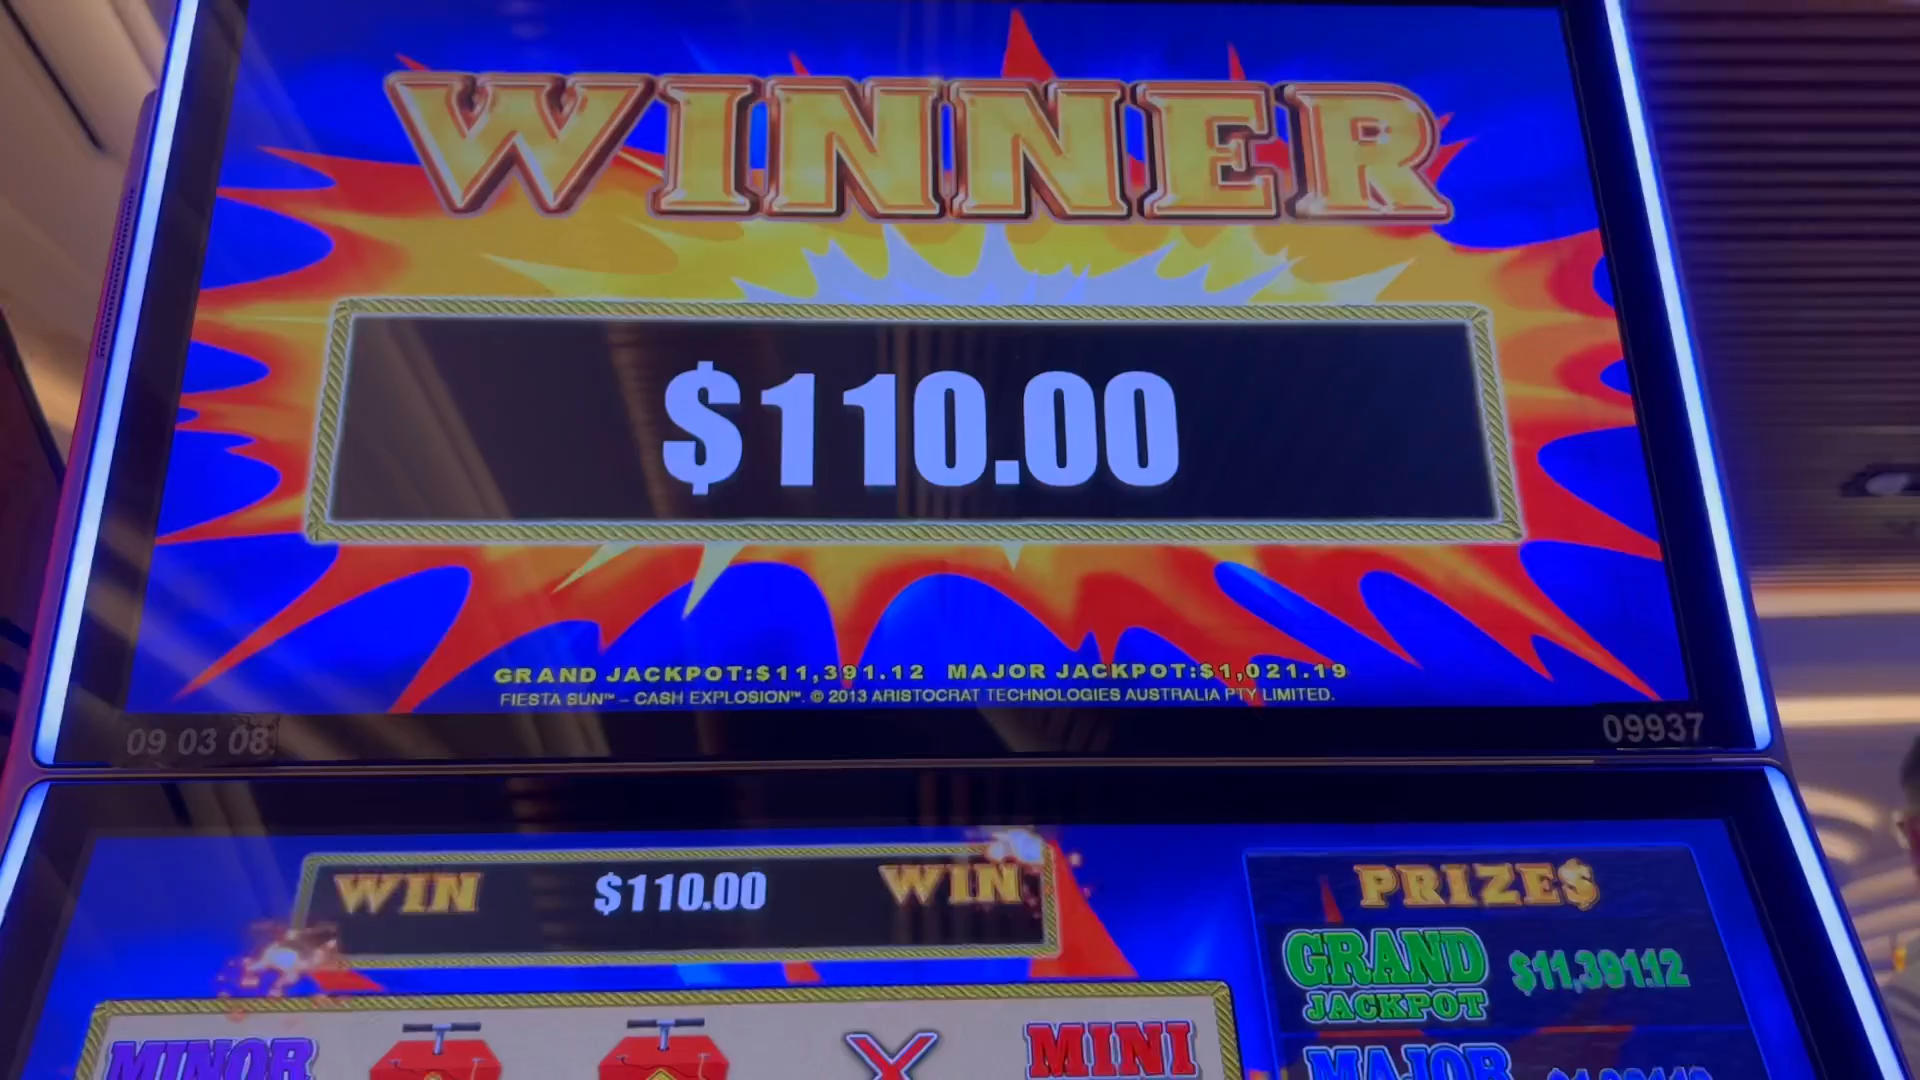 WINNER
$110.00
GRAND JACKPOT:$11,391.12 MAJOR JACKPOT:$1,021.19
FIESTA SUN™ – CASH EXPLOSION™. © 2013 ARISTOCRAT TECHNOLOGIES AUSTRALIA PTY LIMITED.
09 03 08
09937
WIN $110.00 WIN
PRIZE$
GRAND JACKPOT $11,391.12
MINOR
X
MINI
MAJOR